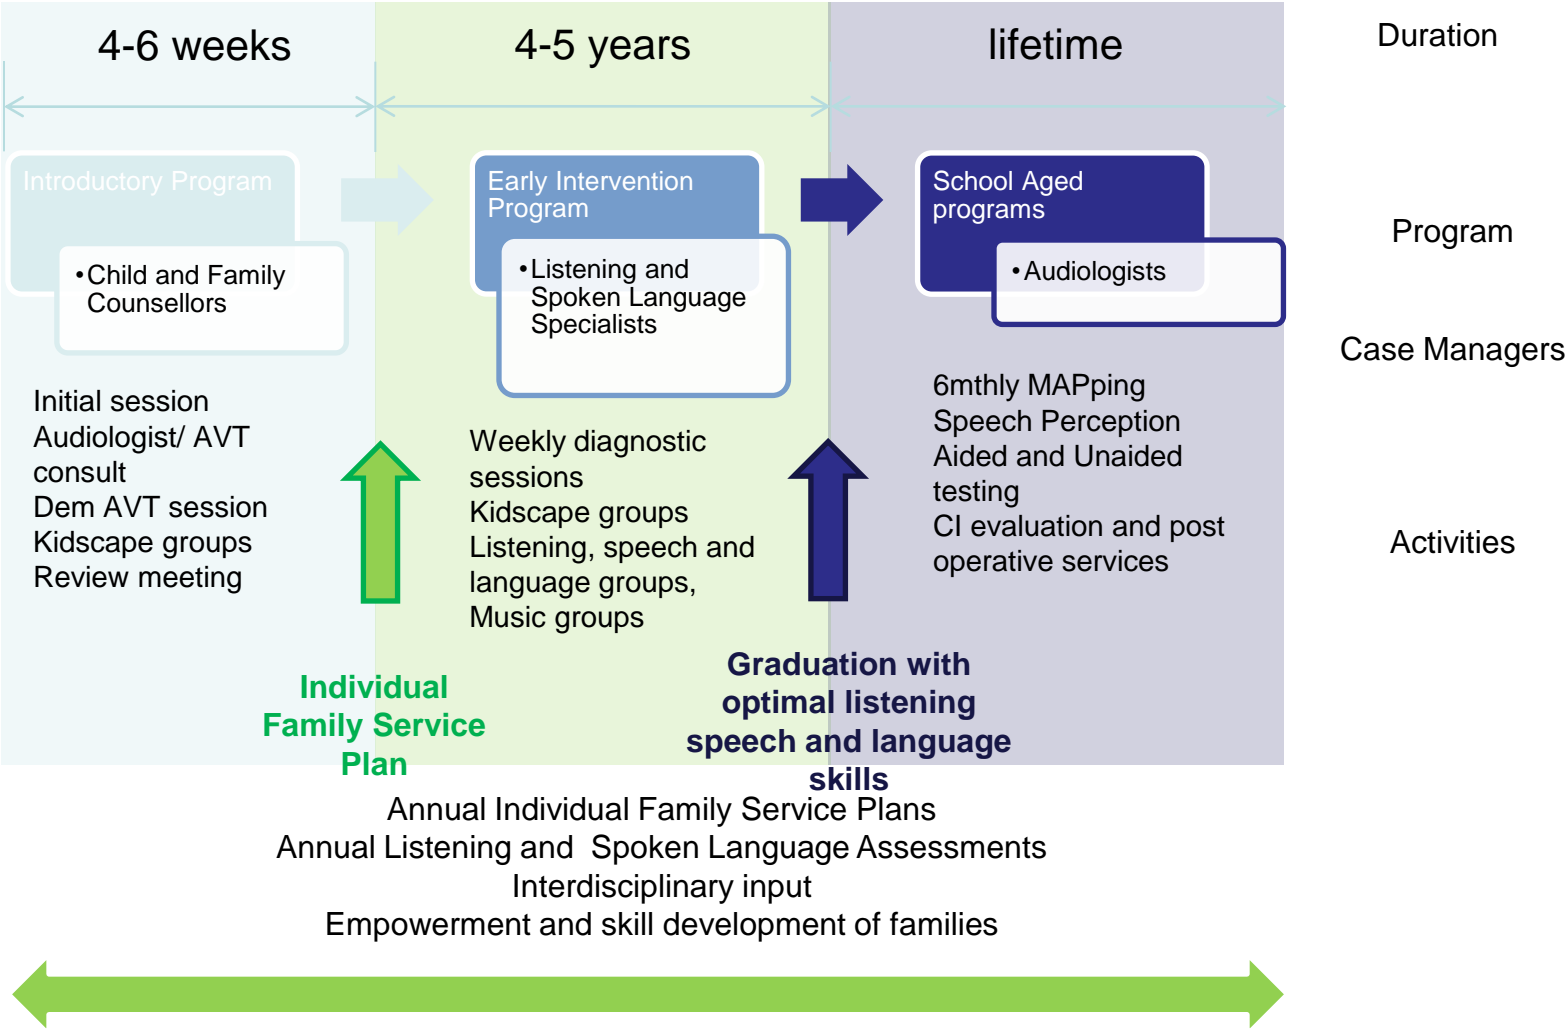 4-6 weeks
4-5 years
lifetime
Duration
Introductory Program
•Child and Family
Counsellors
Early Intervention
Program
•Listening and
Spoken Language
Specialists
School Aged
programs
•Audiologists
Program
Case Managers
Initial session
Audiologist/ AVT
consult
Dem AVT session
Kidscape groups
Review meeting
Weekly diagnostic
sessions
Kidscape groups
Listening, speech and
language groups,
Music groups
6mthly MAPping
Speech Perception
Aided and Unaided
testing
CI evaluation and post
operative services
Activities
Individual
Family Service
Plan
Graduation with
optimal listening
speech and language
skills
Annual Individual Family Service Plans
Annual Listening and Spoken Language Assessments
Interdisciplinary input
Empowerment and skill development of families